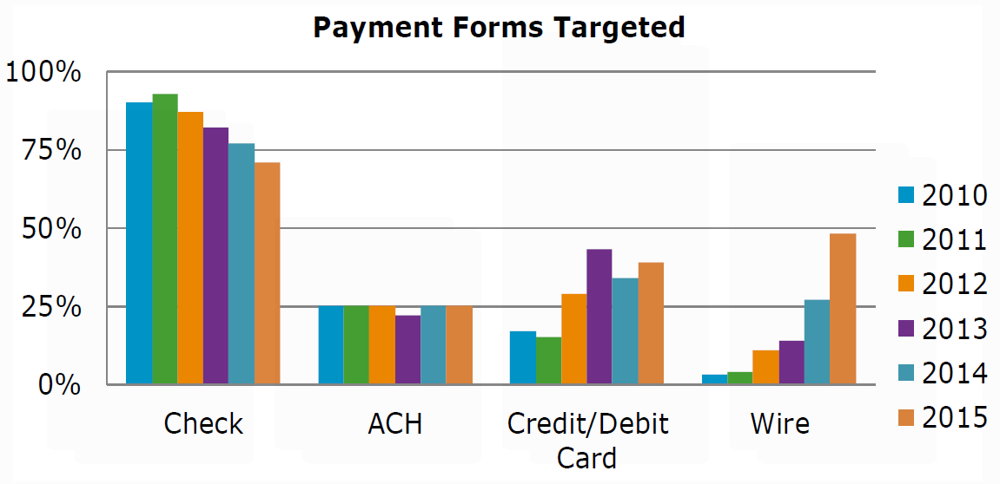 Payment Forms Targeted
100%
75%
50%
25%
0%
Check
ACH
Credit/Debit
Card
Wire
2010
2011
2012
2013
2014
2015